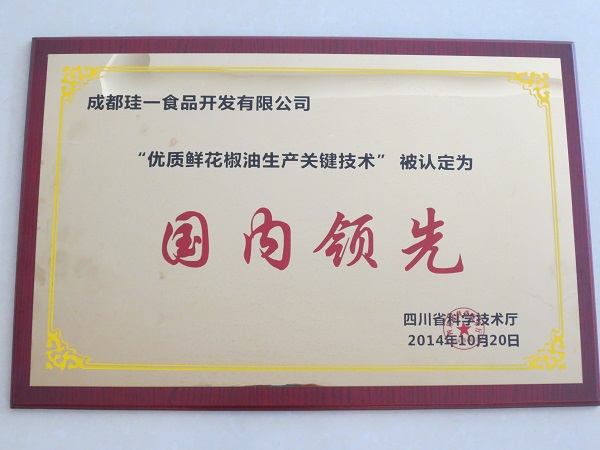 成都珪一食品开发有限公司
“优质鲜花椒油生产关键技术” 被认定为
国内领先
四川省科学技术厅
2014年10月20日